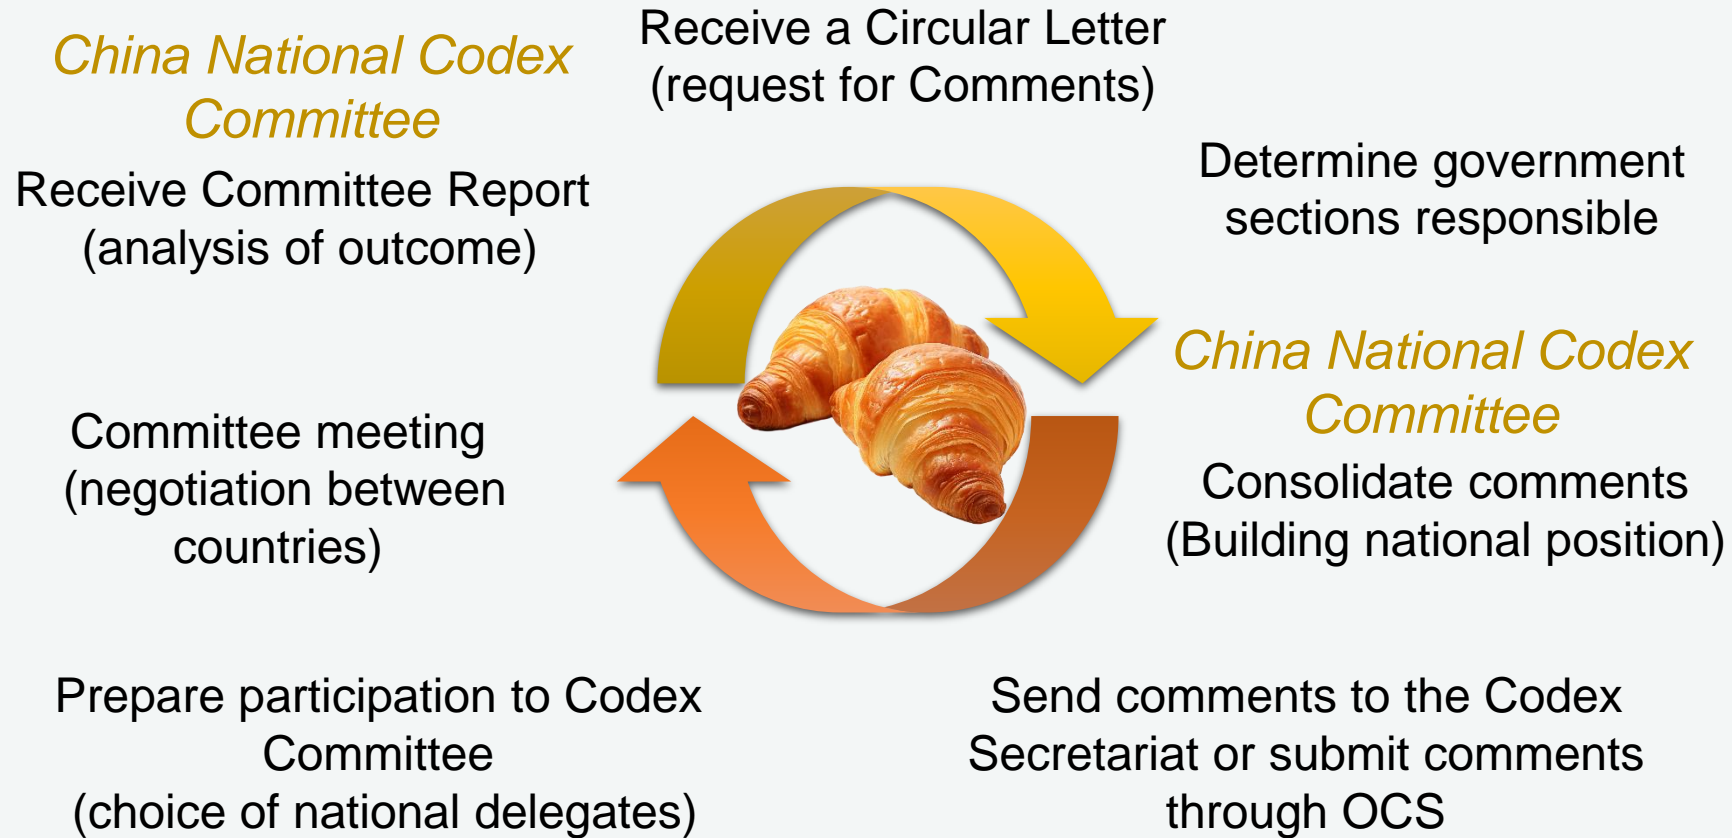 Receive a Circular Letter
(request for Comments)
Determine government
sections responsible
China National Codex
Committee
Consolidate comments
(Building national position)
Send comments to the Codex
Secretariat or submit comments
through OCS
Prepare participation to Codex
Committee
(choice of national delegates)
Committee meeting
(negotiation between
countries)
China National Codex
Committee
Receive Committee Report
(analysis of outcome)